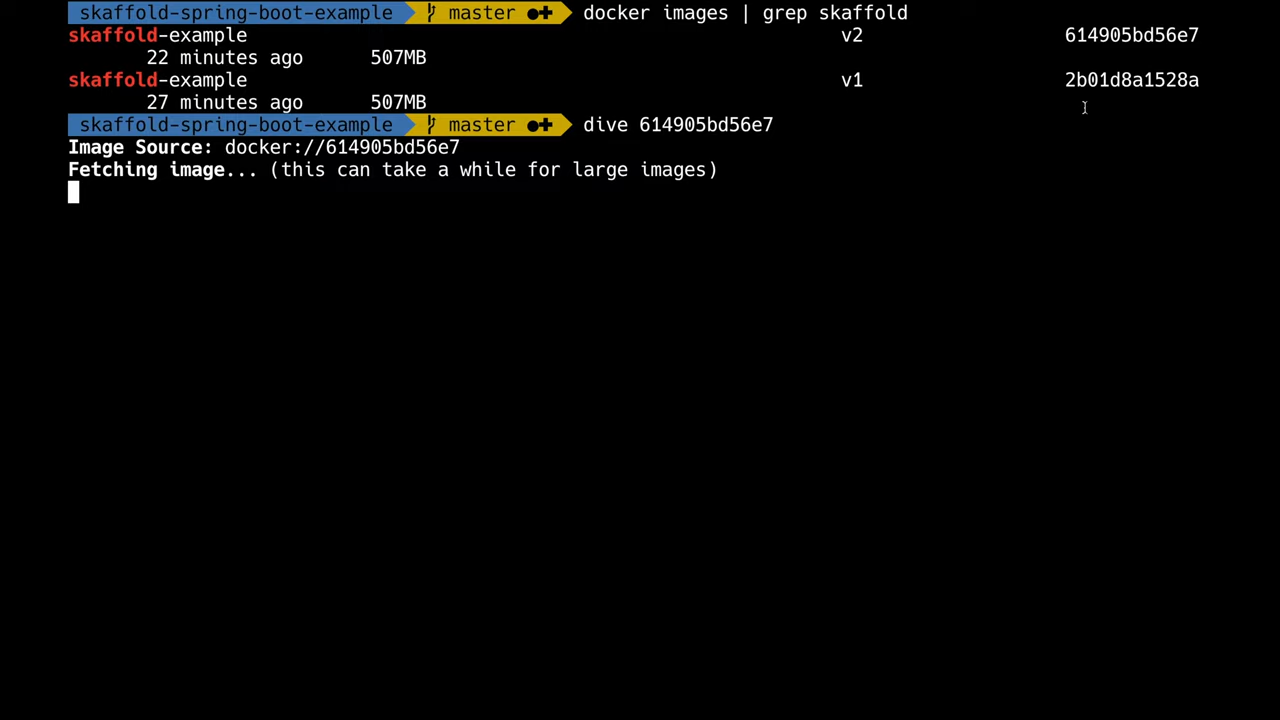 skaffold-spring-boot-example master ●✚ docker images | grep skaffold
skaffold-example v2 614905bd56e7
22 minutes ago 507MB
skaffold-example v1 2b01d8a1528a
27 minutes ago 507MB
skaffold-spring-boot-example master ●✚ dive 614905bd56e7
Image Source: docker://614905bd56e7
Fetching image... (this can take a while for large images)